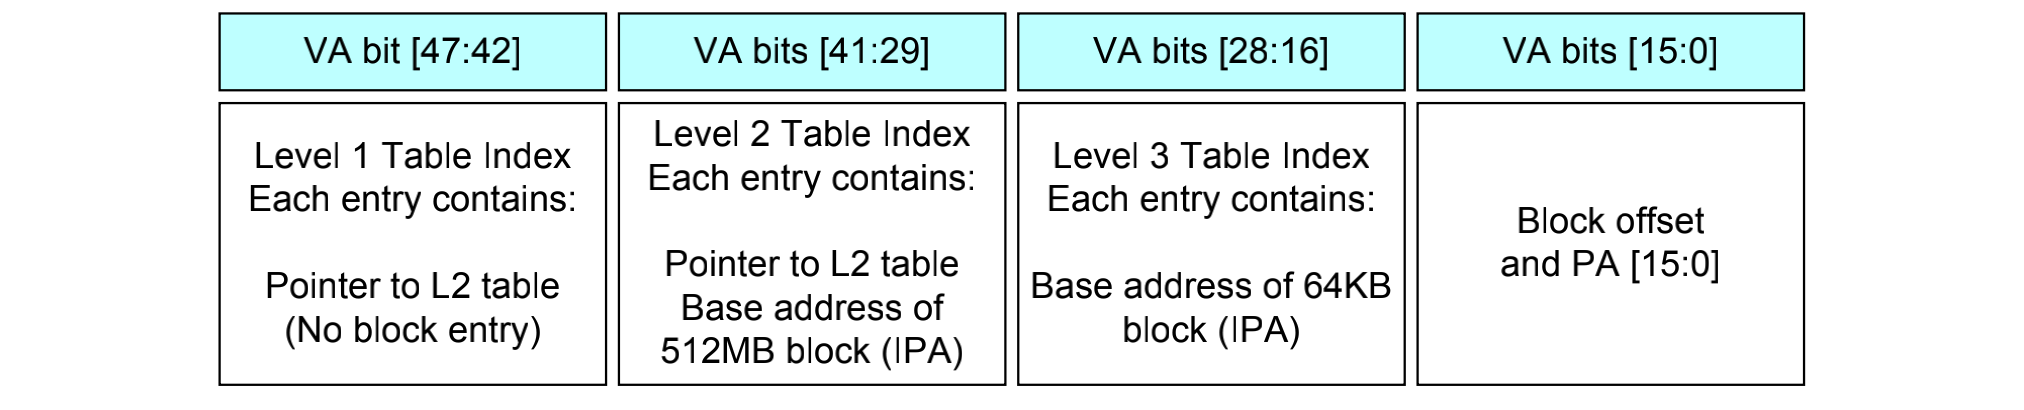 VA bit [47:42]
VA bits [41:29]
VA bits [28:16]
VA bits [15:0]
Level 1 Table Index
Each entry contains:
Pointer to L2 table
(No block entry)
Level 2 Table Index
Each entry contains:
Pointer to L2 table
Base address of
512MB block (IPA)
Level 3 Table Index
Each entry contains:
Base address of 64KB
block (IPA)
Block offset
and PA [15:0]